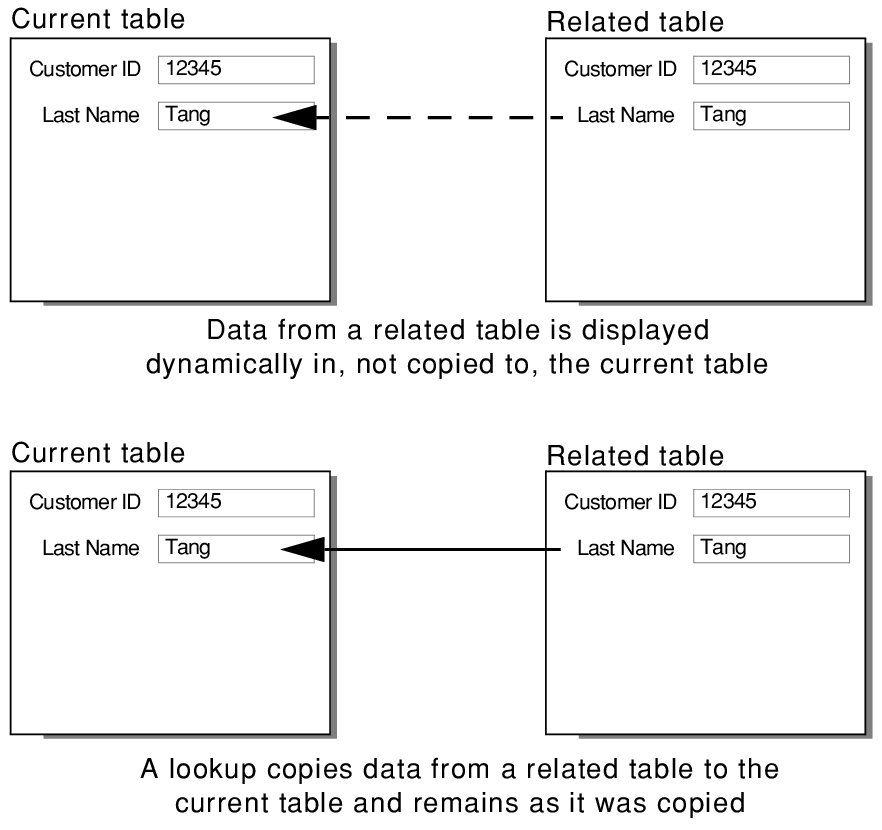 Current table
Related table
Customer ID 12345
Customer ID 12345
Last Name Tang
Last Name Tang
Data from a related table is displayed
dynamically in, not copied to, the current table
Current table
Related table
Customer ID 12345
Customer ID 12345
Last Name Tang
Last Name Tang
A lookup copies data from a related table to the
current table and remains as it was copied